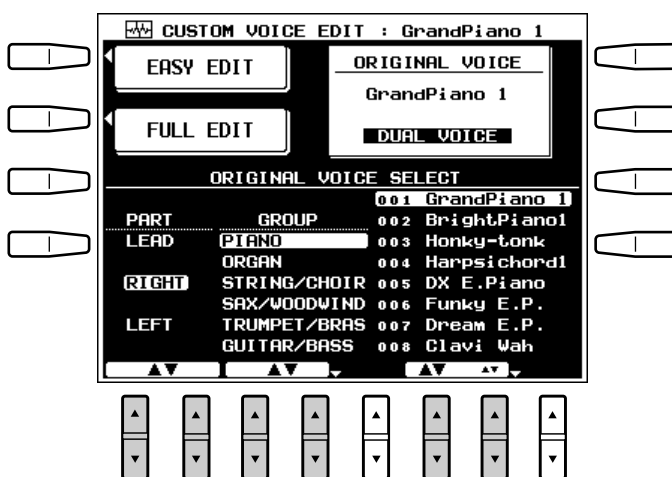 CUSTOM VOICE EDIT : GrandPiano 1
EASY EDIT
FULL EDIT
ORIGINAL VOICE
GrandPiano 1
DUAL VOICE
ORIGINAL VOICE SELECT
PART
LEAD
RIGHT
LEFT
GROUP
PIANO
ORGAN
STRING/CHOIR
SAX/WOODWIND
TRUMPET/BRAS
GUITAR/BASS
001 GrandPiano 1
002 BrightPiano1
003 Honky-tonk
004 Harpsichord1
005 DX E.Piano
006 Funky E.P.
007 Dream E.P.
008 Clavi Wah